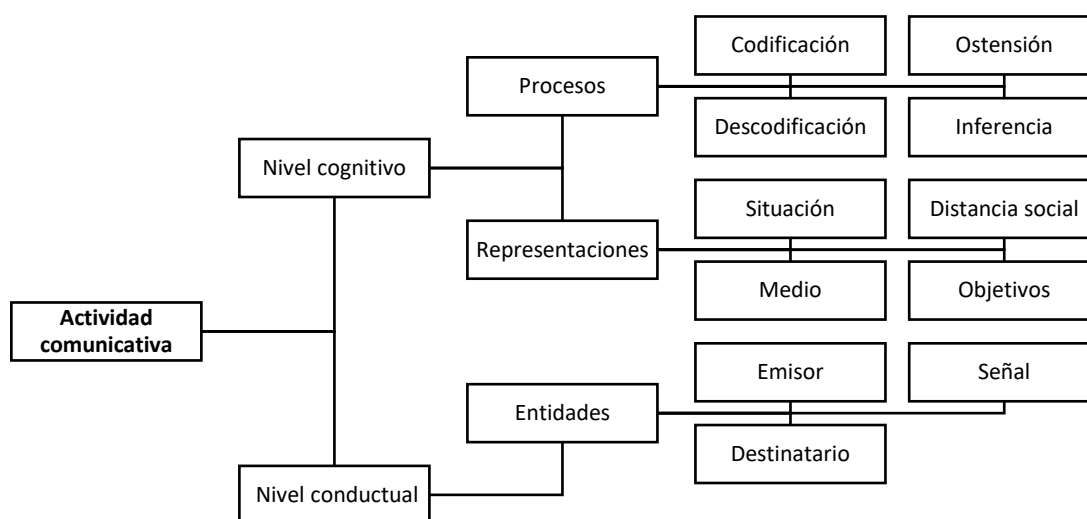 Codificación
Ostensión
Procesos
Descodificación
Inferencia
Nivel cognitivo
Situación
Distancia social
Representaciones
Medio
Objetivos
Actividad
comunicativa
Emisor
Señal
Entidades
Destinatario
Nivel conductual